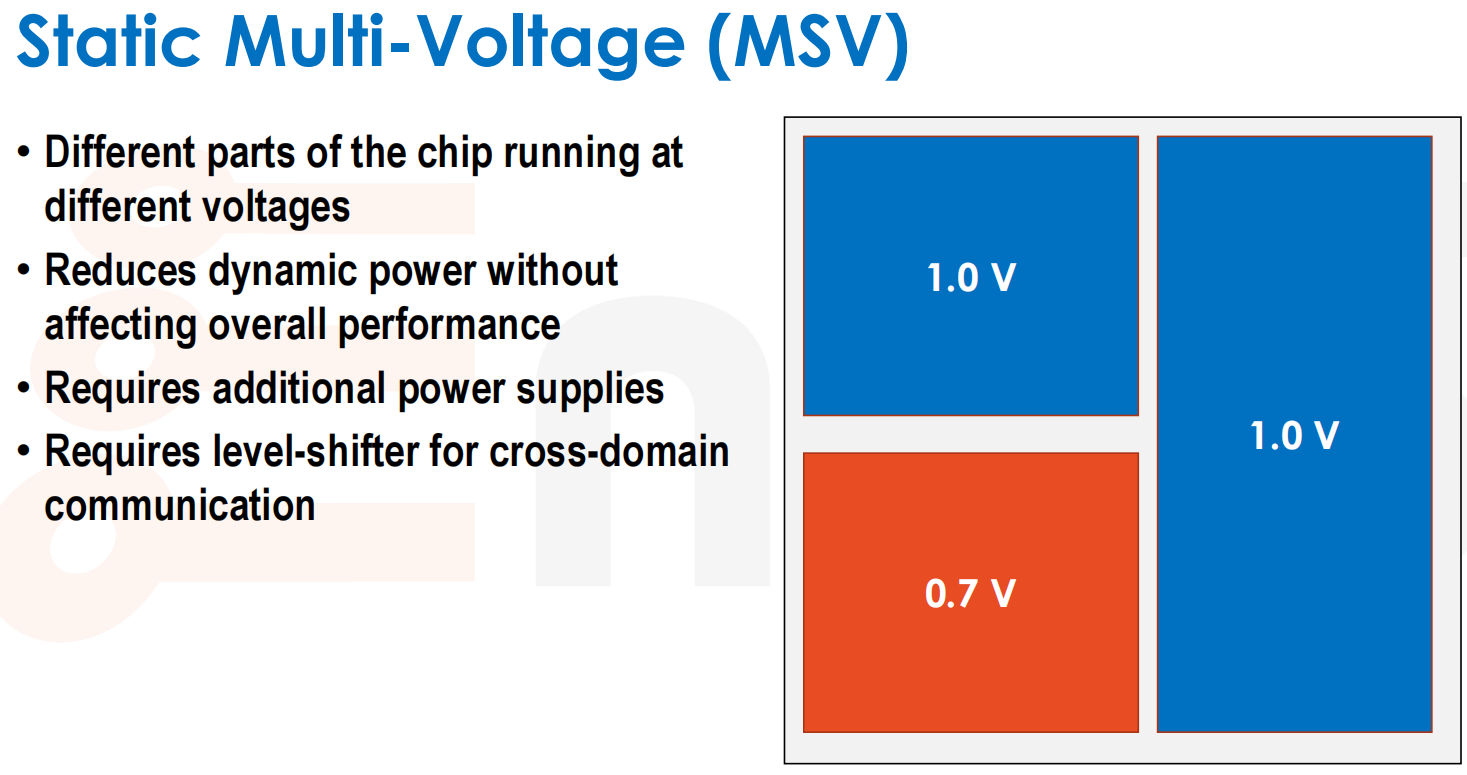 Static Multi-Voltage (MSV)
• Different parts of the chip running at
different voltages
• Reduces dynamic power without
affecting overall performance
• Requires additional power supplies
• Requires level-shifter for cross-domain
communication
1.0 V
0.7 V
1.0 V